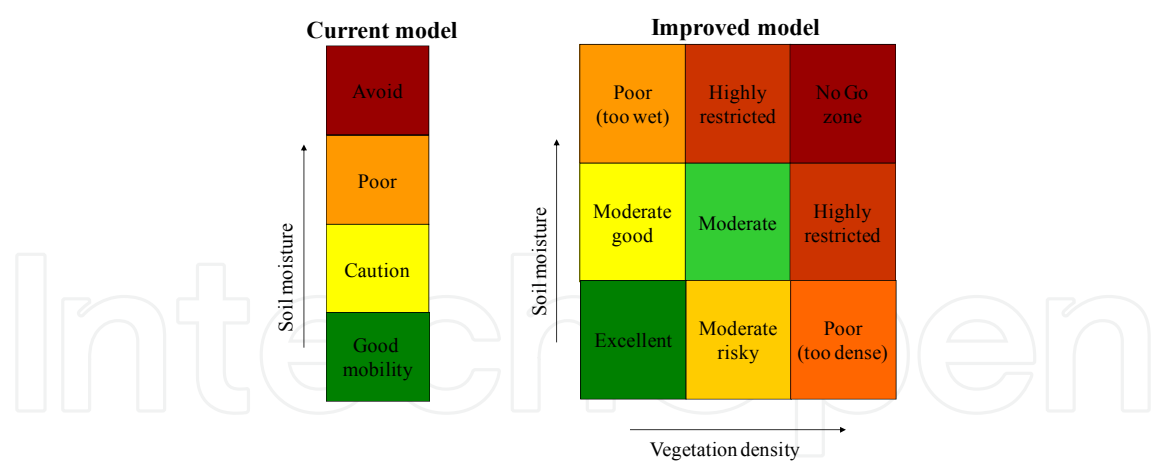 Current model
Avoid
Poor
Caution
Good
mobility
Soil moisture
Improved model
Poor
(too wet)
Highly
restricted
No Go
zone
Moderate
good
Moderate
Highly
restricted
Excellent
Moderate
risky
Poor
(too dense)
Soil moisture
Vegetation density
IntechOpen